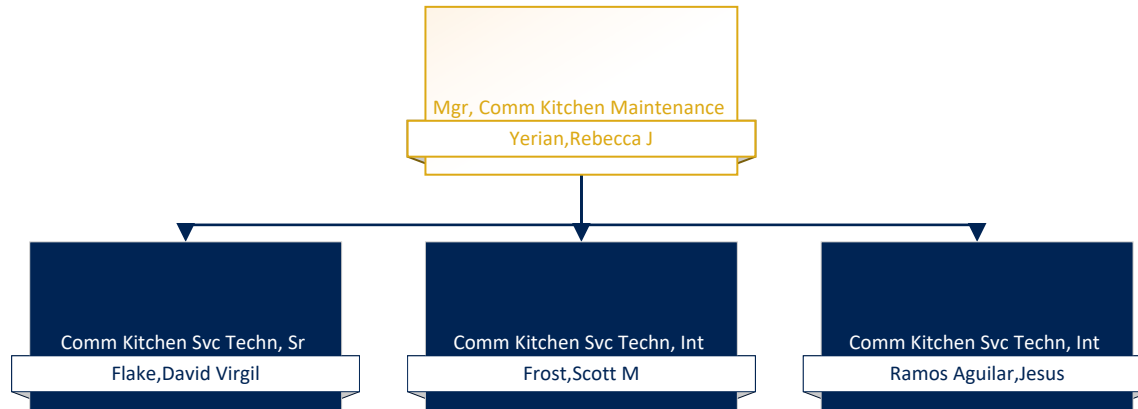 Mgr, Comm Kitchen Maintenance
Yerian,Rebecca J
Comm Kitchen Svc Techn, Sr
Flake,David Virgil
Comm Kitchen Svc Techn, Int
Frost,Scott M
Comm Kitchen Svc Techn, Int
Ramos Aguilar,Jesus